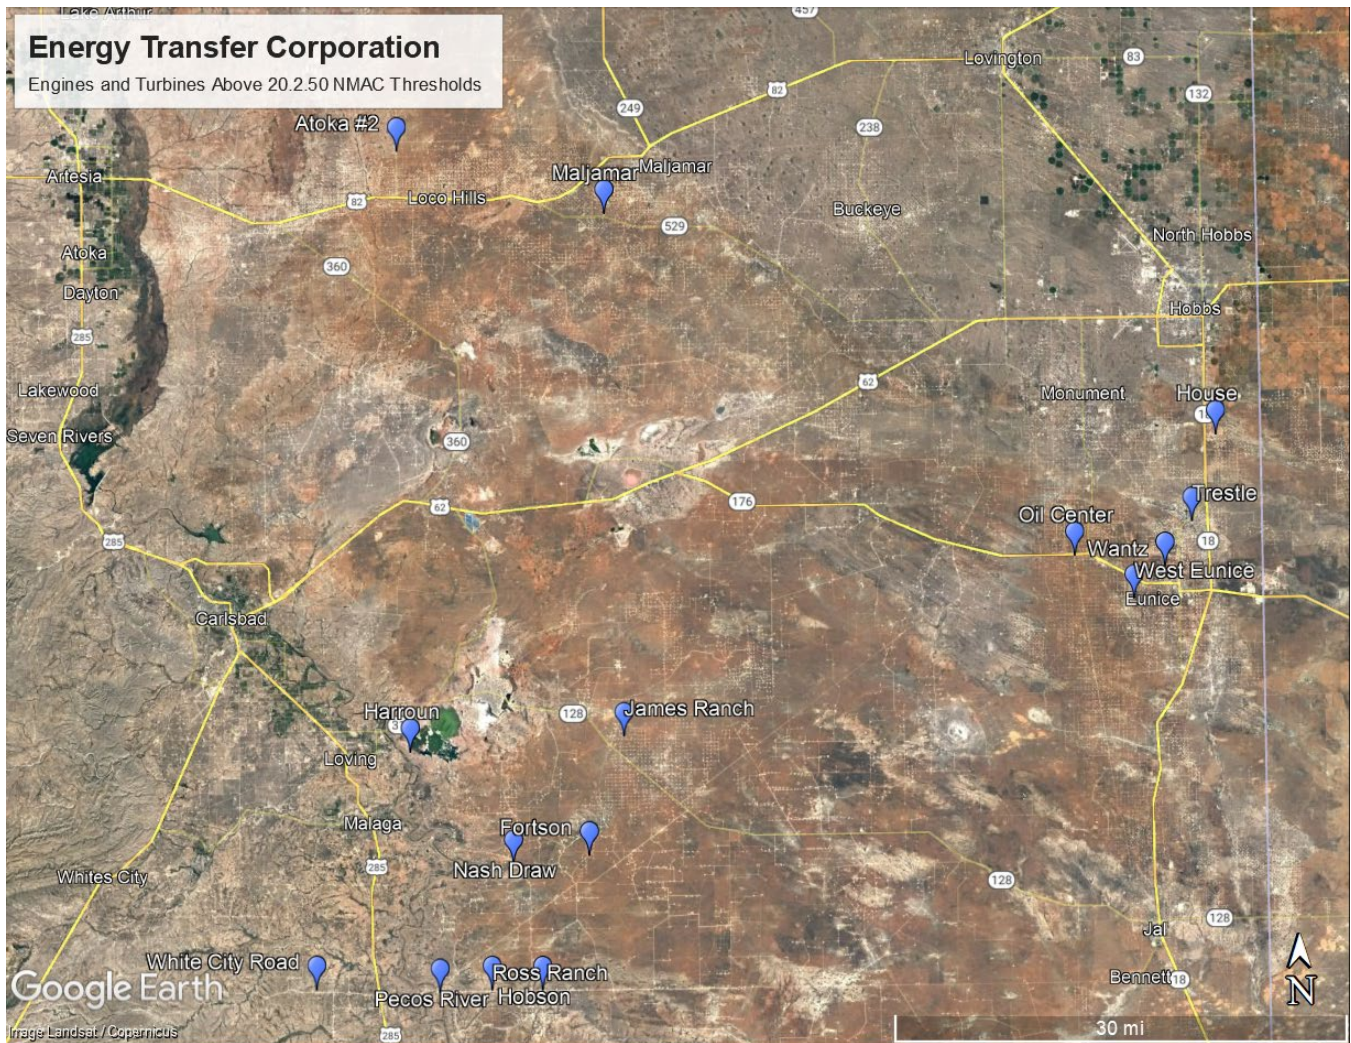 Lake Arthur
457
Energy Transfer Corporation
Engines and Turbines Above 20.2.50 NMAC Thresholds
Lovington
83
82
132
249
238
Atoka #2
Maljamar
Maljamar
Artesia
82
Loco Hills
Buckeye
529
North Hobbs
Atoka
360
Dayton
Hobbs
285
62
Lakewood
Monument
House
Seven Rivers
360
18
Trestle
62
176
Oil Center
285
18
Wantz
West Eunice
Eunice
Carlsbad
Harroun
128
James Ranch
Loving
Malaga
Fortson
285
Nash Draw
Whites City
128
128
Jal
White City Road
Ross Ranch
Bennett
18
Google Earth
Pecos River
Hobson
N
Image Landsat / Copernicus
285
30 mi